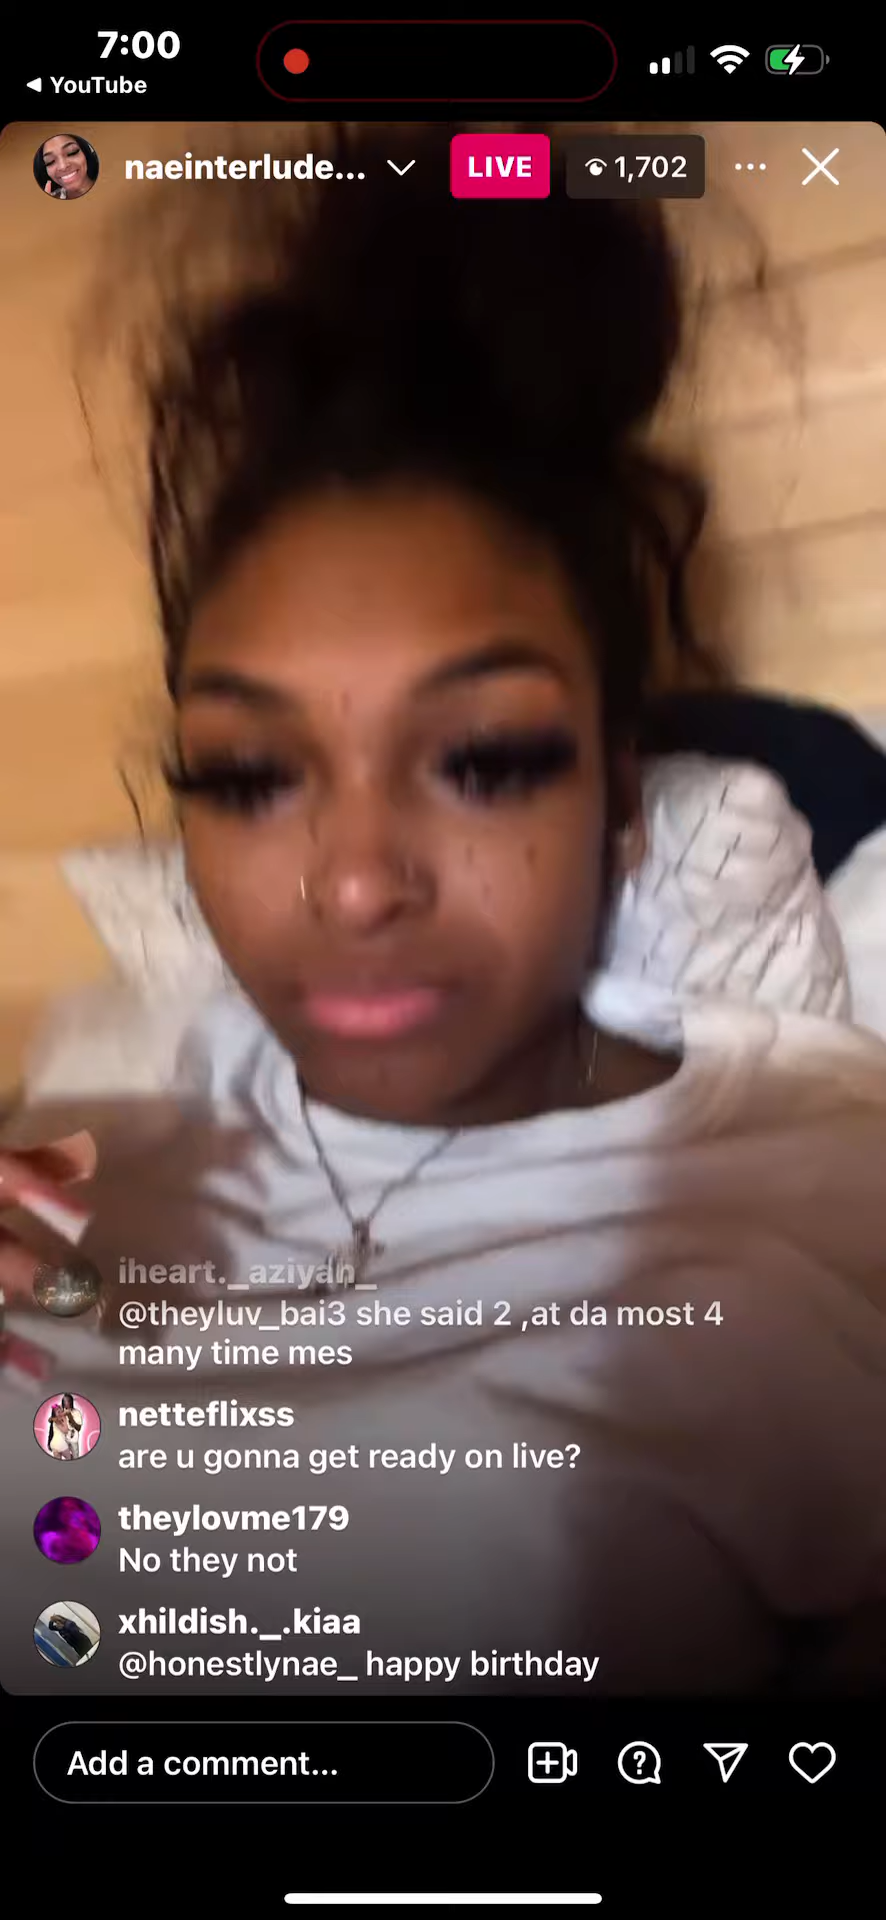 7:00
◀ YouTube
naeinterlude...
LIVE
1,702
iheart._aziyah_
@theyluv_bai3 she said 2 ,at da most 4
many time mes
netteflixss
are u gonna get ready on live?
theylovme179
No they not
xhildish._.kiaa
@honestlynae_ happy birthday
Add a comment...